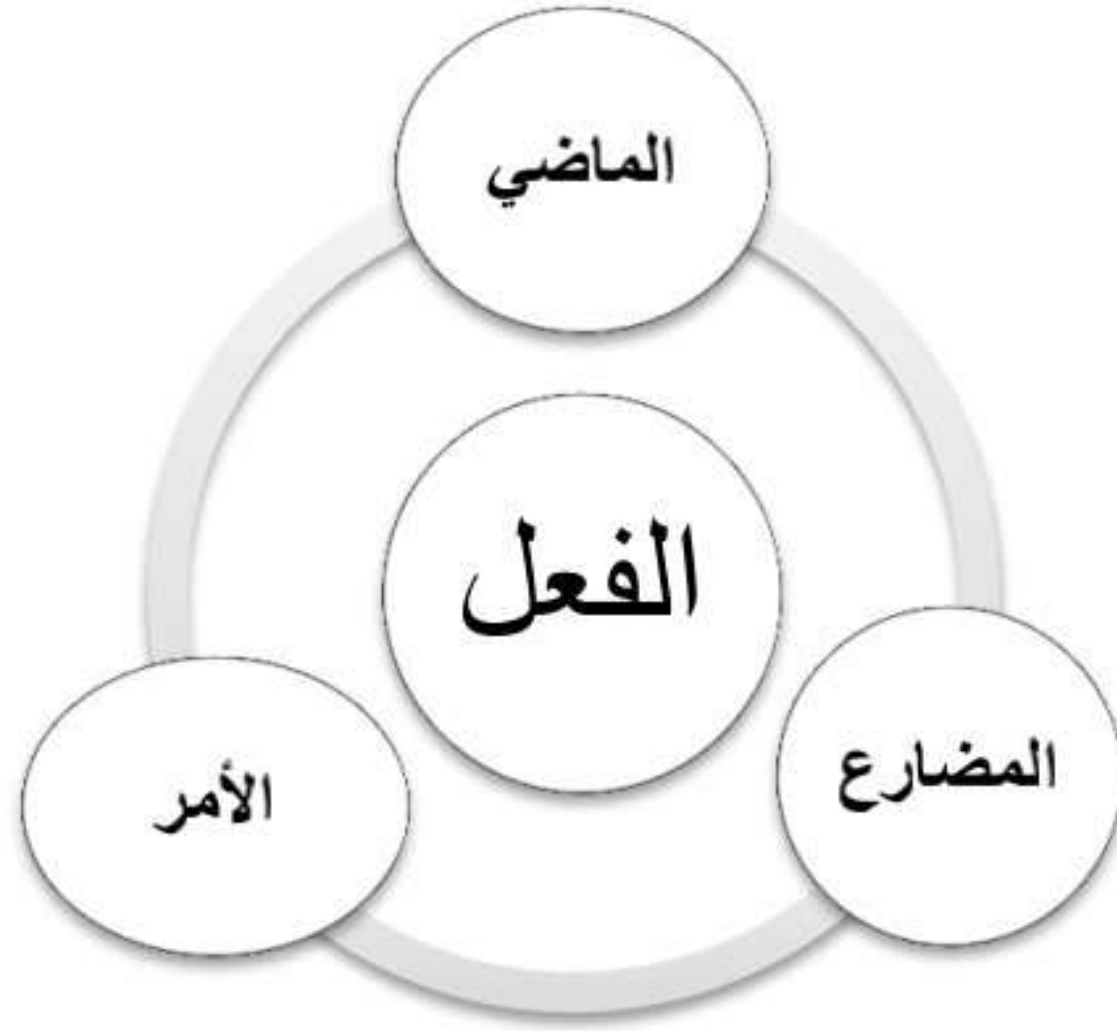 الماضي
الفعل
المضارع
الأمر